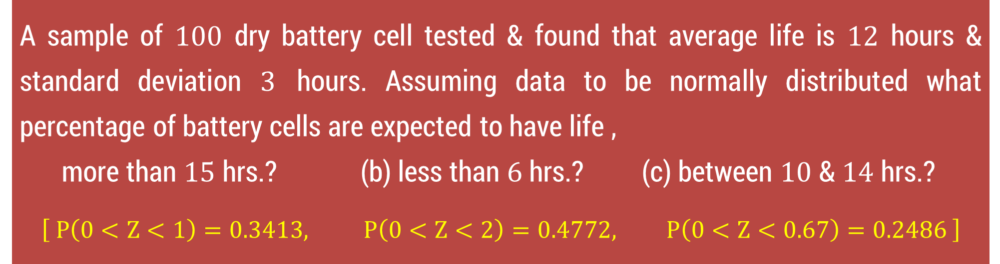 A sample of 100 dry battery cell tested & found that average life is 12 hours &
standard deviation 3 hours. Assuming data to be normally distributed what
percentage of battery cells are expected to have life ,
more than 15 hrs.? (b) less than 6 hrs.? (c) between 10 & 14 hrs.?
[ P(0 < Z < 1) = 0.3413, P(0 < Z < 2) = 0.4772, P(0 < Z < 0.67) = 0.2486 ]